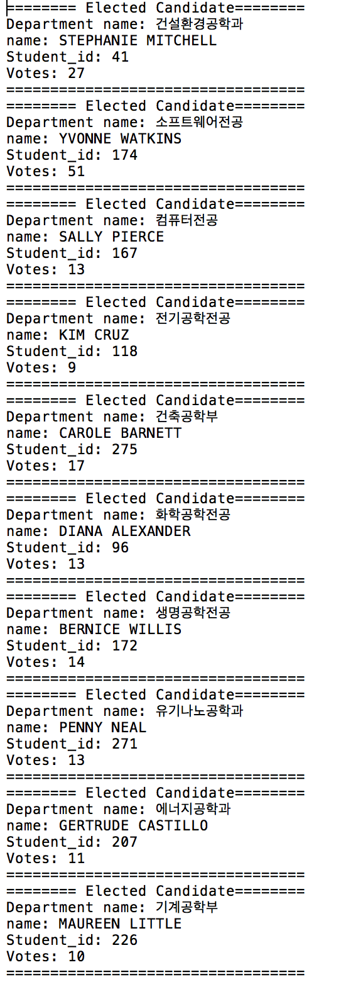 ======== Elected Candidate========
Department name: 건설환경공학과
name: STEPHANIE MITCHELL
Student_id: 41
Votes: 27
==================================
======== Elected Candidate========
Department name: 소프트웨어전공
name: YVONNE WATKINS
Student_id: 174
Votes: 51
==================================
======== Elected Candidate========
Department name: 컴퓨터전공
name: SALLY PIERCE
Student_id: 167
Votes: 13
==================================
======== Elected Candidate========
Department name: 전기공학전공
name: KIM CRUZ
Student_id: 118
Votes: 9
==================================
======== Elected Candidate========
Department name: 건축공학부
name: CAROLE BARNETT
Student_id: 275
Votes: 17
==================================
======== Elected Candidate========
Department name: 화학공학전공
name: DIANA ALEXANDER
Student_id: 96
Votes: 13
==================================
======== Elected Candidate========
Department name: 생명공학전공
name: BERNICE WILLIS
Student_id: 172
Votes: 14
==================================
======== Elected Candidate========
Department name: 유기나노공학과
name: PENNY NEAL
Student_id: 271
Votes: 13
==================================
======== Elected Candidate========
Department name: 에너지공학과
name: GERTRUDE CASTILLO
Student_id: 207
Votes: 11
==================================
======== Elected Candidate========
Department name: 기계공학부
name: MAUREEN LITTLE
Student_id: 226
Votes: 10
==================================